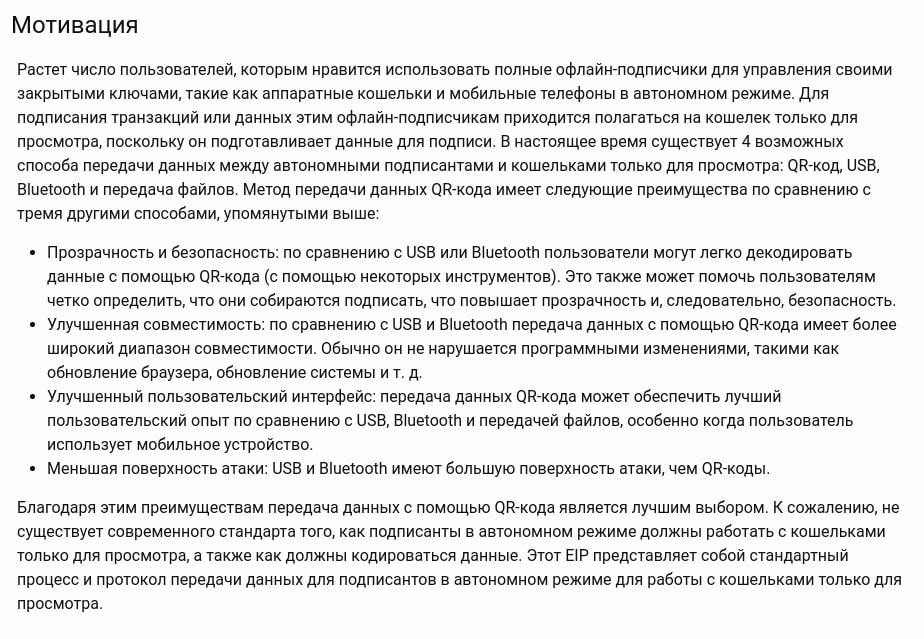 Мотивация
Растет число пользователей, которым нравится использовать полные офлайн-подписчики для управления своими
закрытыми ключами, такие как аппаратные кошельки и мобильные телефоны в автономном режиме. Для
подписания транзакций или данных этим офлайн-подписчикам приходится полагаться на кошелек только для
просмотра, поскольку он подготавливает данные для подписи. В настоящее время существует 4 возможных
способа передачи данных между автономными подписантами и кошельками только для просмотра: QR-код, USB,
Bluetooth и передача файлов. Метод передачи данных QR-кода имеет следующие преимущества по сравнению с
тремя другими способами, упомянутыми выше:
• Прозрачность и безопасность: по сравнению с USB или Bluetooth пользователи могут легко декодировать
данные с помощью QR-кода (с помощью некоторых инструментов). Это также может помочь пользователям
четко определить, что они собираются подписать, что повышает прозрачность и, следовательно, безопасность.
• Улучшенная совместимость: по сравнению с USB и Bluetooth передача данных с помощью QR-кода имеет более
широкий диапазон совместимости. Обычно он не нарушается программными изменениями, такими как
обновление браузера, обновление системы и т. д.
• Улучшенный пользовательский интерфейс: передача данных QR-кода может обеспечить лучший
пользовательский опыт по сравнению с USB, Bluetooth и передачей файлов, особенно когда пользователь
использует мобильное устройство.
• Меньшая поверхность атаки: USB и Bluetooth имеют большую поверхность атаки, чем QR-коды.
Благодаря этим преимуществам передача данных с помощью QR-кода является лучшим выбором. К сожалению, не
существует современного стандарта того, как подписанты в автономном режиме должны работать с кошельками
только для просмотра, а также как должны кодироваться данные. Этот EIP представляет собой стандартный
процесс и протокол передачи данных для подписантов в автономном режиме для работы с кошельками только для
просмотра.